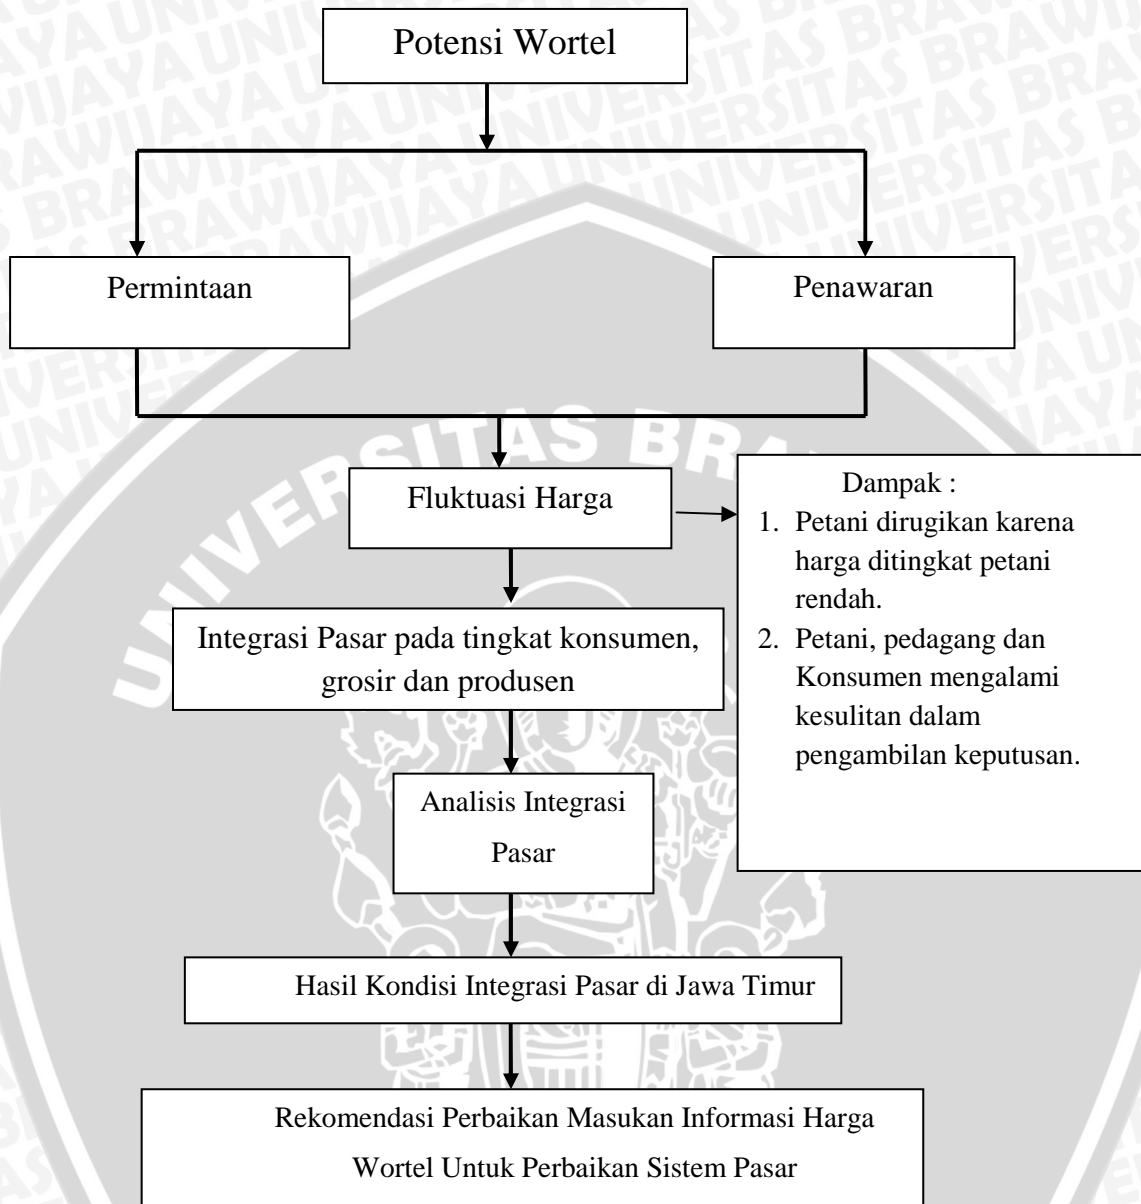 Potensi Wortel
Permintaan
Penawaran
UNIVERSITAS BRA
Fluktuasi Harga
Dampak :
1. Petani dirugikan karena
harga ditingkat petani
rendah.
2. Petani, pedagang dan
Konsumen mengalami
kesulitan dalam
pengambilan keputusan.
Integrasi Pasar pada tingkat konsumen,
grosir dan produsen
Analisis Integrasi
Pasar
Hasil Kondisi Integrasi Pasar di Jawa Timur
Rekomendasi Perbaikan Masukan Informasi Harga
Wortel Untuk Perbaikan Sistem Pasar